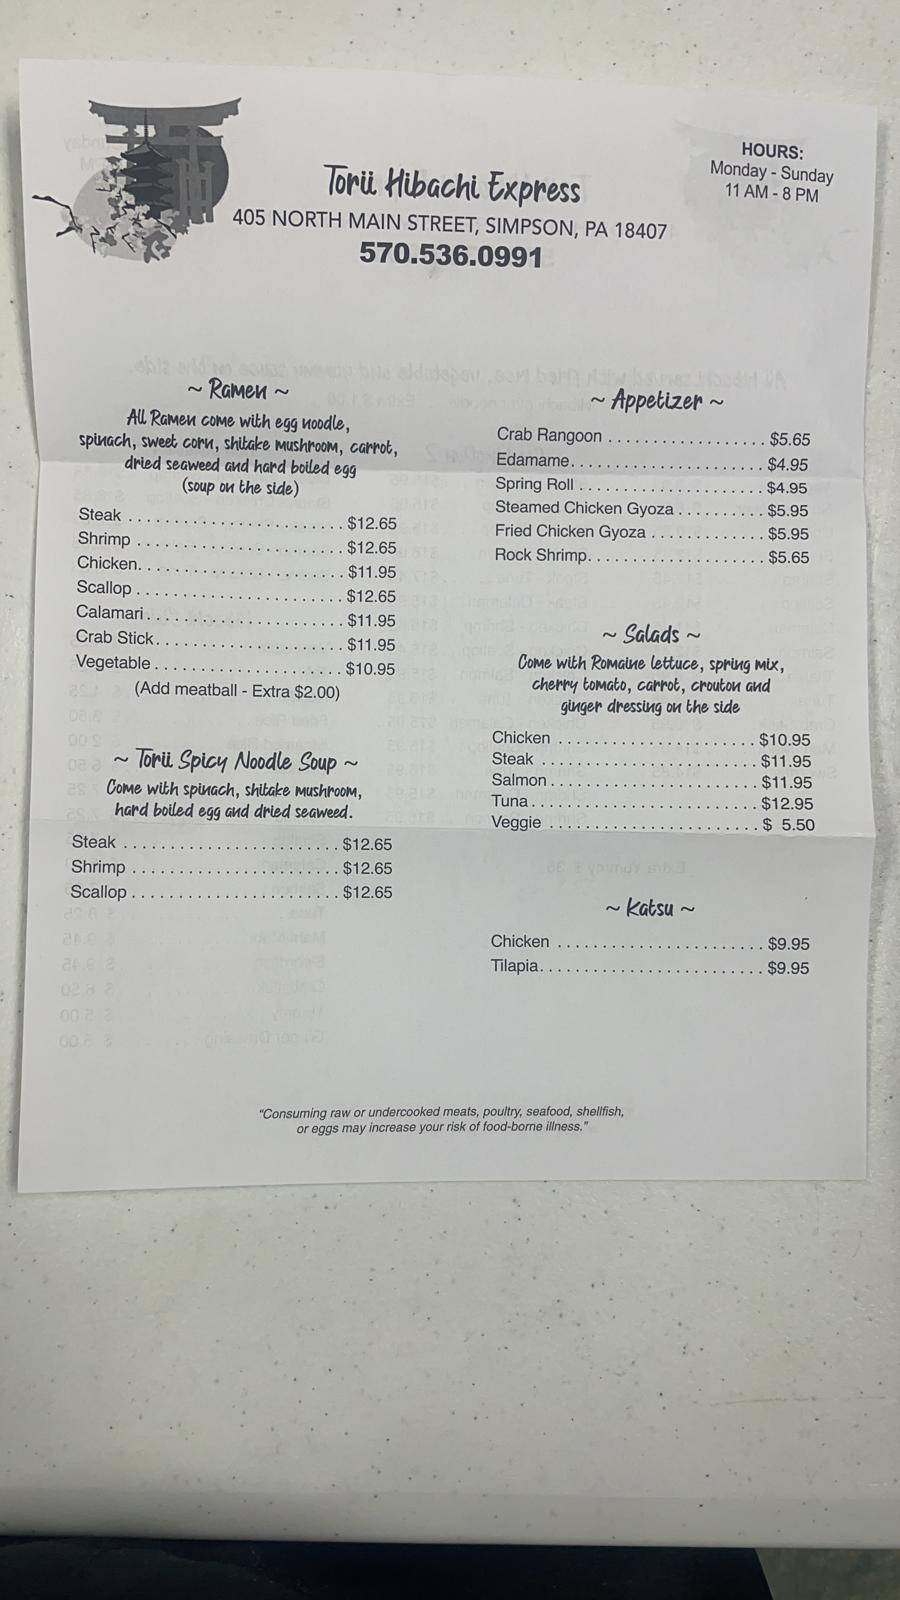 Torii Hibachi Express
405 NORTH MAIN STREET, SIMPSON, PA 18407
570.536.0991
HOURS:
Monday - Sunday
11 AM - 8 PM
~ Ramen ~
All Ramen come with egg noodle,
spinach, sweet corn, shitake mushroom, carrot,
dried seaweed and hard boiled egg
(soup on the side)
Steak . . . . . . . . . . . . . . . . . . . . . . . . $12.65
Shrimp . . . . . . . . . . . . . . . . . . . . . . . $12.65
Chicken. . . . . . . . . . . . . . . . . . . . . . . $11.95
Scallop . . . . . . . . . . . . . . . . . . . . . . . $12.65
Calamari . . . . . . . . . . . . . . . . . . . . . . $11.95
Crab Stick. . . . . . . . . . . . . . . . . . . . . $11.95
Vegetable . . . . . . . . . . . . . . . . . . . . . $10.95
(Add meatball - Extra $2.00)
~ Torii Spicy Noodle Soup ~
Come with spinach, shitake mushroom,
hard boiled egg and dried seaweed.
Steak . . . . . . . . . . . . . . . . . . . . . . . . $12.65
Shrimp . . . . . . . . . . . . . . . . . . . . . . . $12.65
Scallop . . . . . . . . . . . . . . . . . . . . . . . $12.65
~ Appetizer ~
Crab Rangoon . . . . . . . . . . . . . . . . . $5.65
Edamame. . . . . . . . . . . . . . . . . . . . . $4.95
Spring Roll . . . . . . . . . . . . . . . . . . . . $4.95
Steamed Chicken Gyoza . . . . . . . . . . $5.95
Fried Chicken Gyoza . . . . . . . . . . . . . $5.95
Rock Shrimp. . . . . . . . . . . . . . . . . . . $5.65
~ Salads ~
Come with Romaine lettuce, spring mix,
cherry tomato, carrot, crouton and
ginger dressing on the side
Chicken . . . . . . . . . . . . . . . . . . . . . . $10.95
Steak . . . . . . . . . . . . . . . . . . . . . . . . $11.95
Salmon . . . . . . . . . . . . . . . . . . . . . . . $11.95
Tuna . . . . . . . . . . . . . . . . . . . . . . . . . $12.95
Veggie . . . . . . . . . . . . . . . . . . . . . . . $ 5.50
~ Katsu ~
Chicken . . . . . . . . . . . . . . . . . . . . . . $9.95
Tilapia. . . . . . . . . . . . . . . . . . . . . . . . $9.95
"Consuming raw or undercooked meats, poultry, seafood, shellfish,
or eggs may increase your risk of food-borne illness."